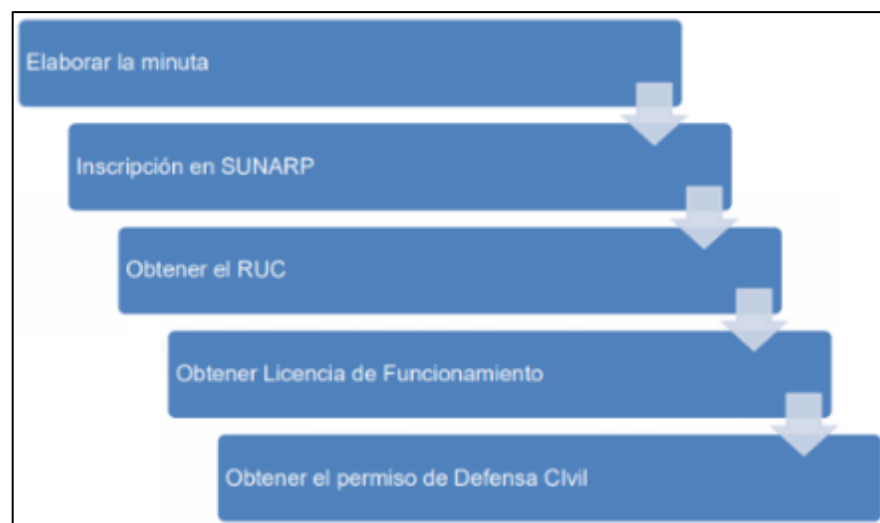 Elaborar la minuta
Inscripción en SUNARP
Obtener el RUC
Obtener Licencia de Funcionamiento
Obtener el permiso de Defensa CIvil